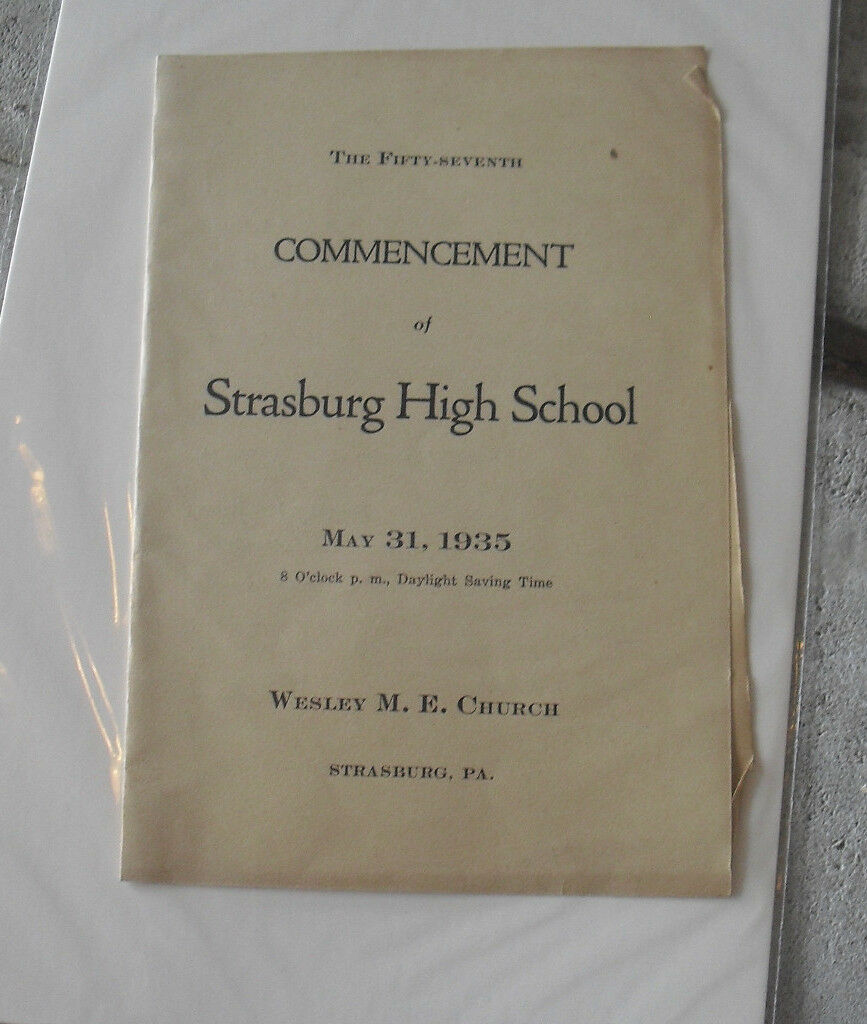 The Fifty-seventh
COMMENCEMENT
of
Strasburg High School
May 31, 1935
8 O'clock p. m., Daylight Saving Time
Wesley M. E. Church
STRASBURG, PA.